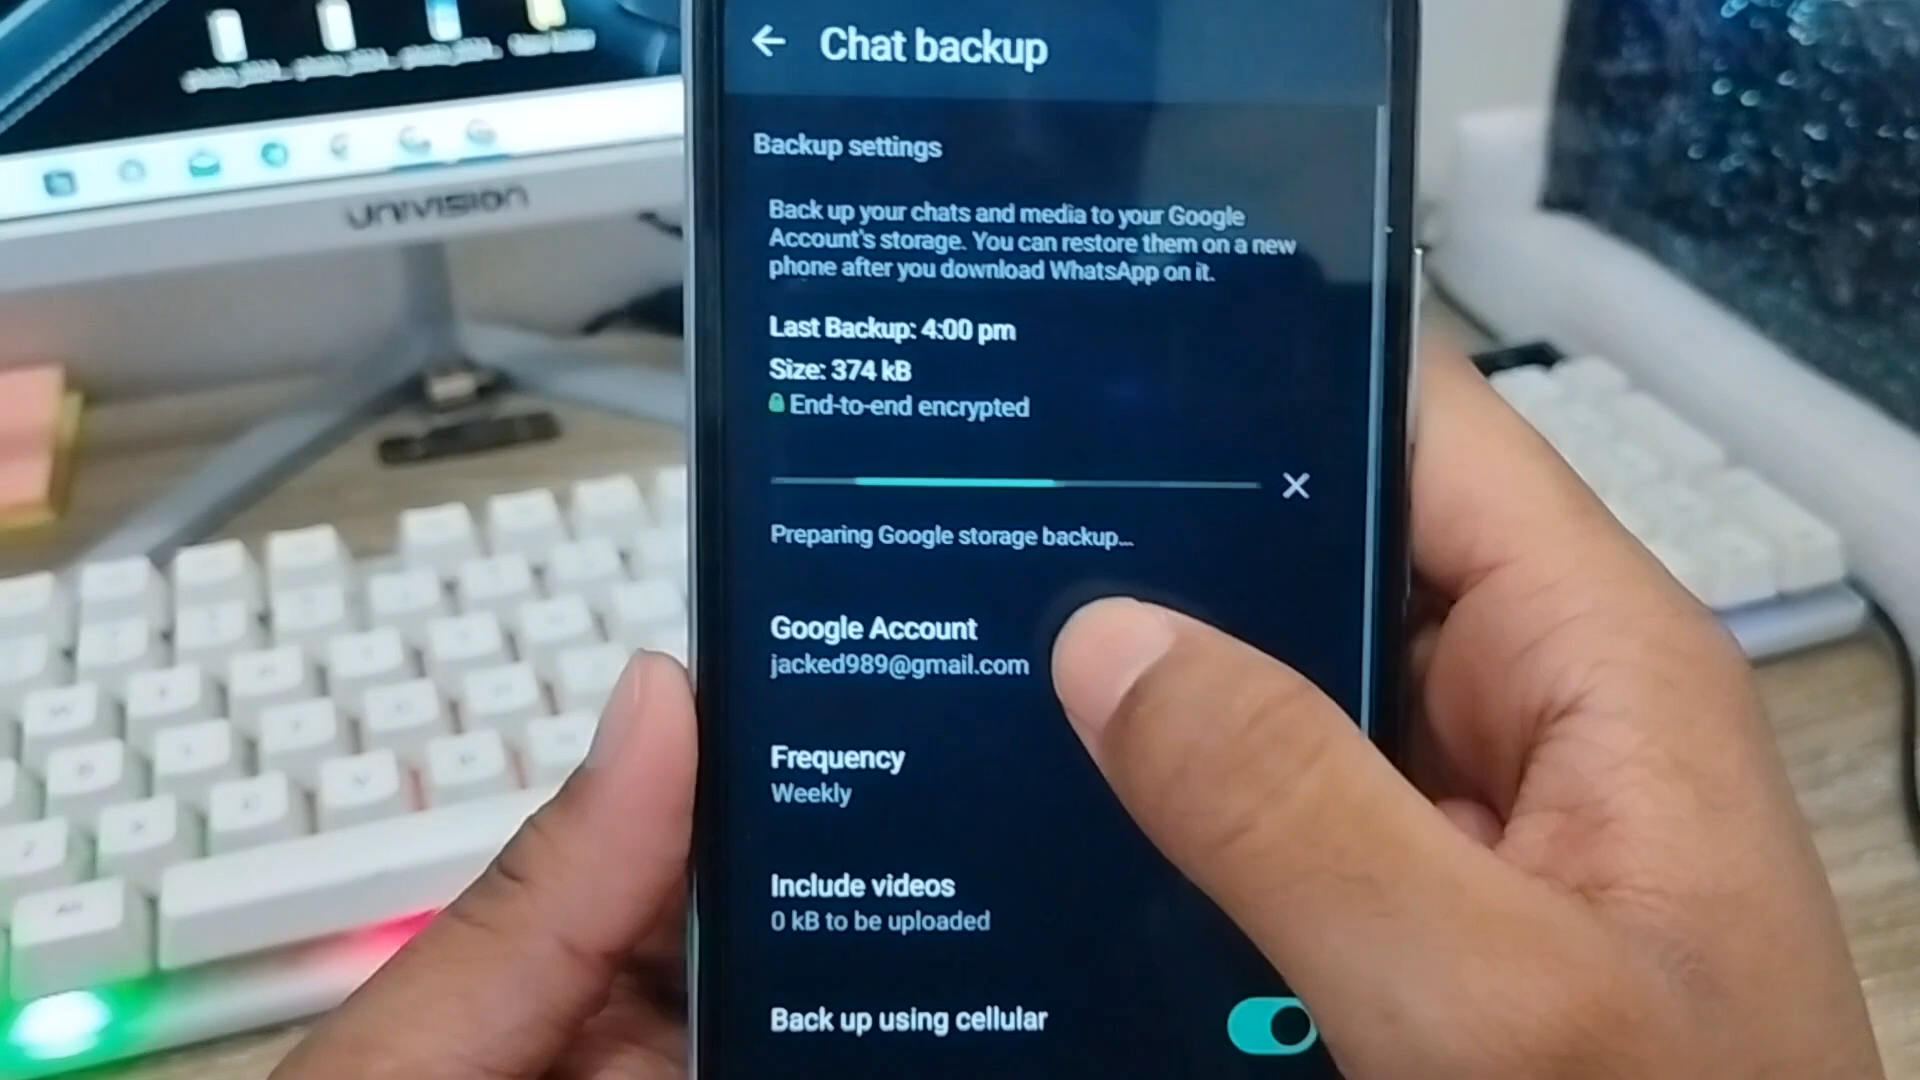 Chat backup
Backup settings
Back up your chats and media to your Google
Account's storage. You can restore them on a new
phone after you download WhatsApp on it.
Last Backup: 4:00 pm
Size: 374 kB
End-to-end encrypted
Preparing Google storage backup...
Google Account
jacked989@gmail.com
Frequency
Weekly
Include videos
0 kB to be uploaded
Back up using cellular
UNIVISION